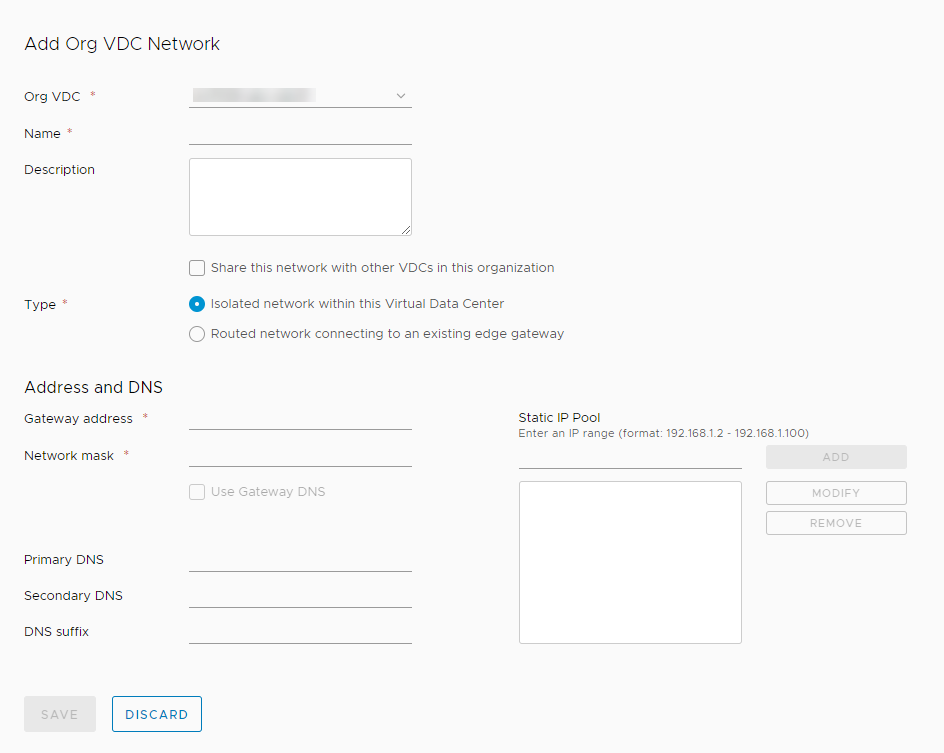 Add Org VDC Network
Org VDC *
Name *
Description
Share this network with other VDCs in this organization
Type *
Isolated network within this Virtual Data Center
Routed network connecting to an existing edge gateway
Address and DNS
Gateway address *
Network mask *
Use Gateway DNS
Primary DNS
Secondary DNS
DNS suffix
Static IP Pool
Enter an IP range (format: 192.168.1.2 - 192.168.1.100)
ADD
MODIFY
REMOVE
SAVE
DISCARD